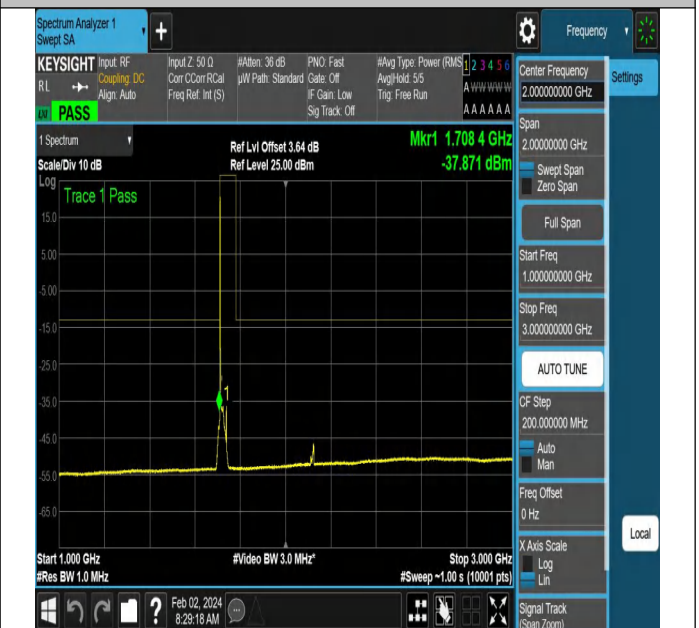 Spectrum Analyzer 1
Swept SA
+
Frequency
KEYSIGHT
RL
PASS
Input: RF
Coupling: DC
Align: Auto
Input Z: 50 Ω
Corr CCorr RCal
Freq Ref: Int (S)
#Atten: 36 dB
µW Path: Standard
PNO: Fast
Gate: Off
IF Gain: Low
Sig Track: Off
#Avg Type: Power (RMS
Avg|Hold: 5/5
Trig: Free Run
1 2 3 4 5 6
A W W W W W
A A A A A A
Center Frequency
2.000000000 GHz
Settings
Span
2.00000000 GHz
Swept Span
Zero Span
Full Span
Start Freq
1.000000000 GHz
Stop Freq
3.000000000 GHz
AUTO TUNE
CF Step
200.000000 MHz
Auto
Man
Freq Offset
0 Hz
X Axis Scale
Log
Lin
Signal Track
(Span Zoom)
Local
1 Spectrum
Scale/Div 10 dB
Ref Lvl Offset 3.64 dB
Ref Level 25.00 dBm
Mkr1 1.708 4 GHz
-37.871 dBm
Log
Trace 1 Pass
15.0
5.00
-5.00
-15.0
-25.0
-35.0
-45.0
-55.0
-65.0
1
Start 1.000 GHz
#Res BW 1.0 MHz
#Video BW 3.0 MHz*
Stop 3.000 GHz
#Sweep ~1.00 s (10001 pts)
?
Feb 02, 2024
8:29:18 AM